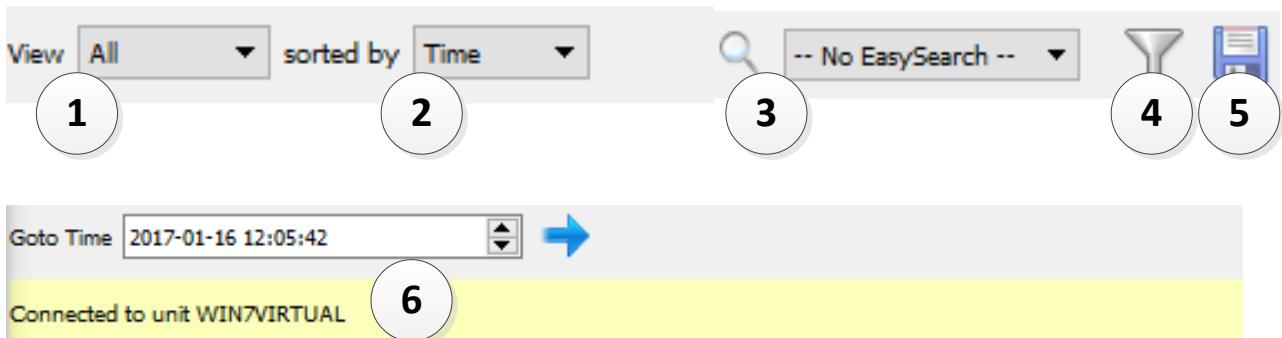 View All sorted by Time -- No EasySearch --
1 2 3 4 5
Goto Time 2017-01-16 12:05:42
Connected to unit WIN7VIRTUAL 6